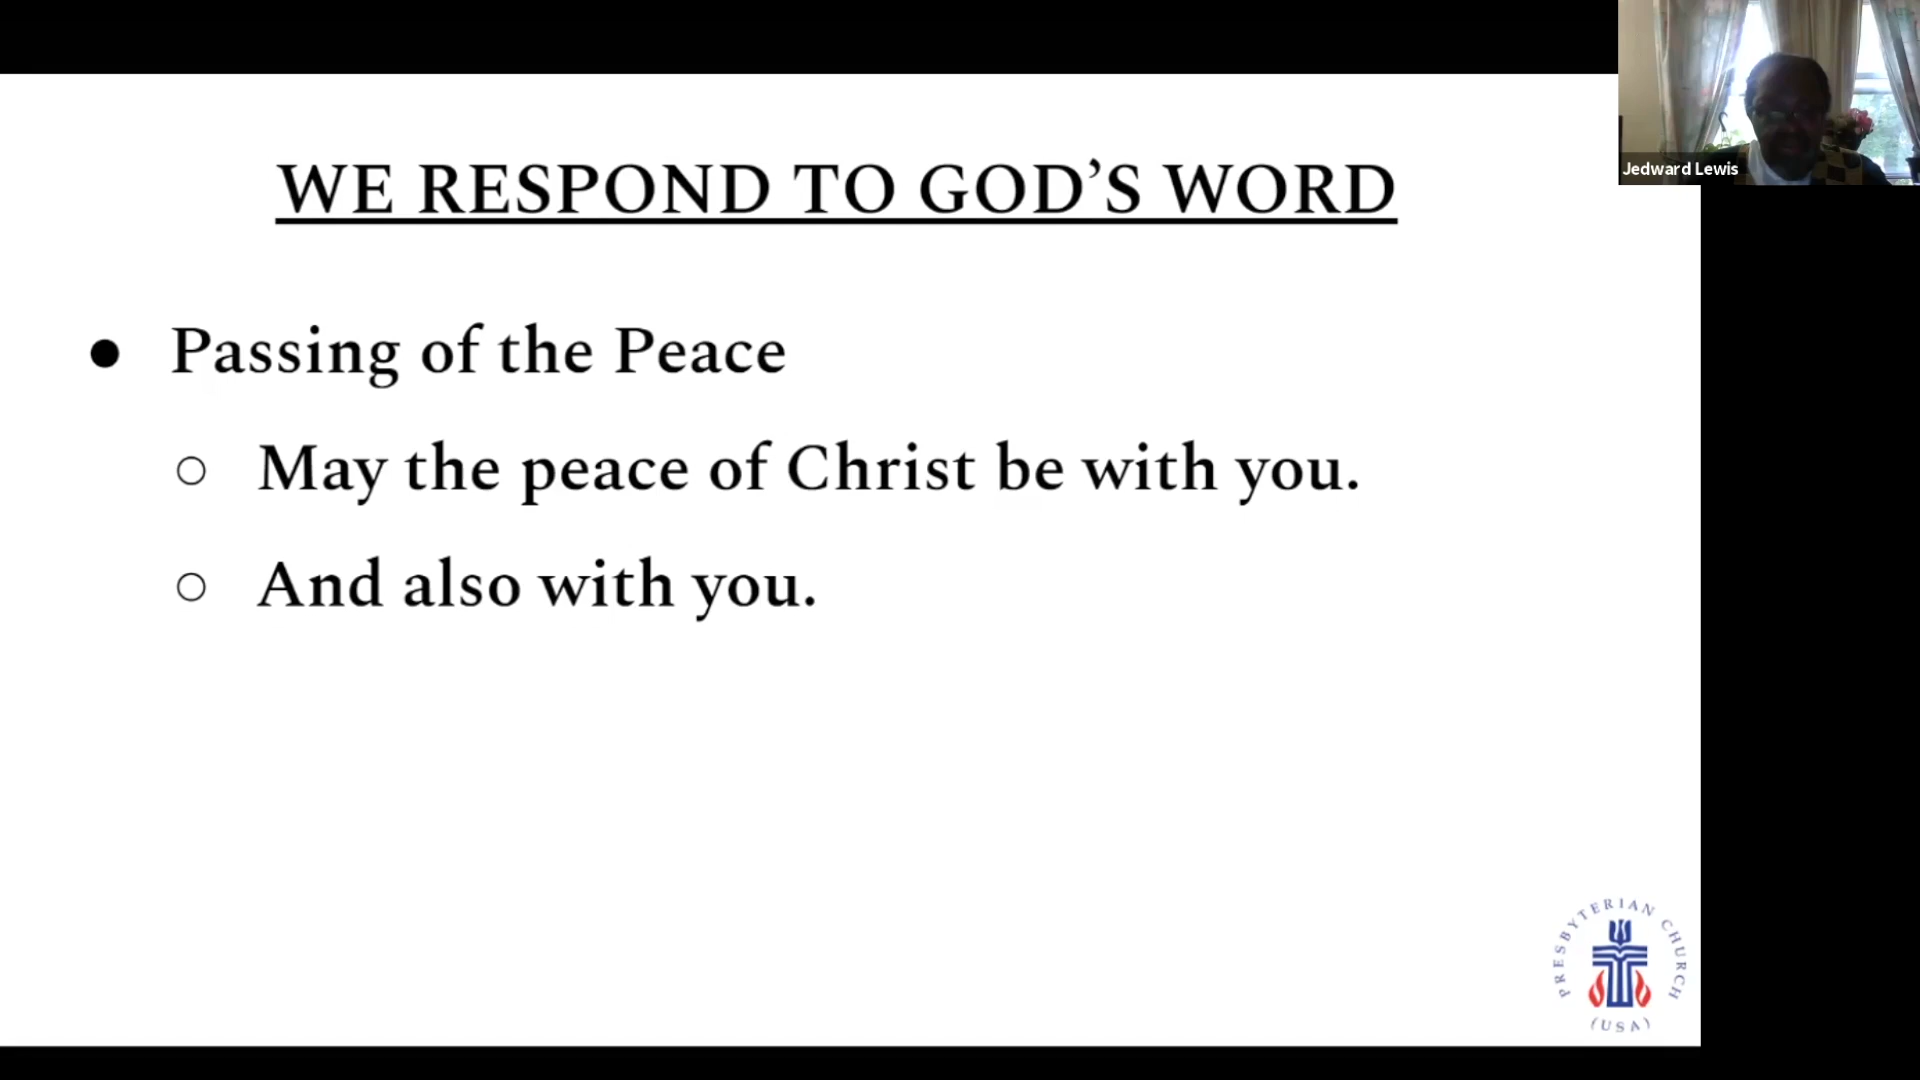 WE RESPOND TO GOD’S WORD
Jedward Lewis
● Passing of the Peace
○ May the peace of Christ be with you.
○ And also with you.
PRESBYTERIAN CHURCH
(USA)